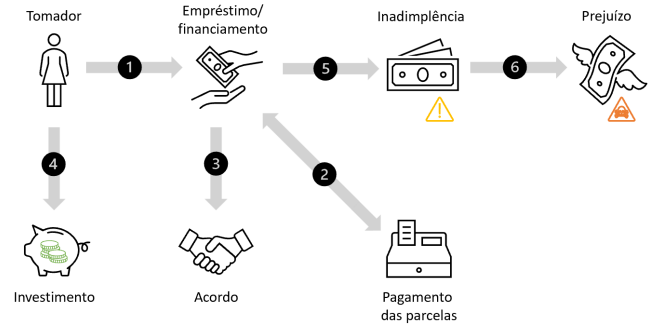 Tomador
Empréstimo/
financiamento
Inadimplência
Prejuízo
1
5
6
4
3
2
Investimento
Acordo
Pagamento
das parcelas